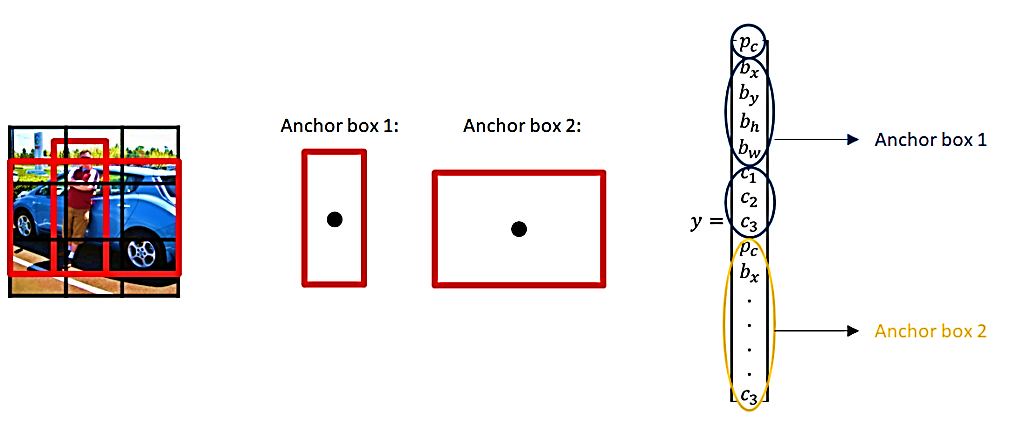 Anchor box 1:
Anchor box 2:
y =
p_c
b_x
b_y
b_h
b_w
c_1
c_2
c_3
p_c
b_x
.
.
.
.
c_3
Anchor box 1
Anchor box 2